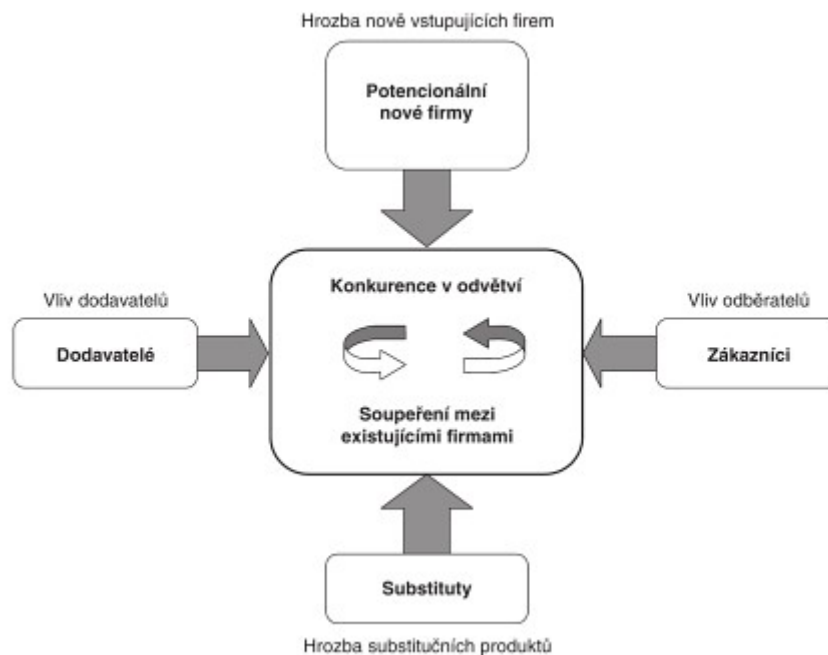 Hrozba nově vstupujících firem
Potencionální
nové firmy
Konkurence v odvětví
Vliv dodavatelů
Dodavatelé
Vliv odběratelů
Zákazníci
Soupeření mezi
existujícími firmami
Substituty
Hrozba substitučních produktů